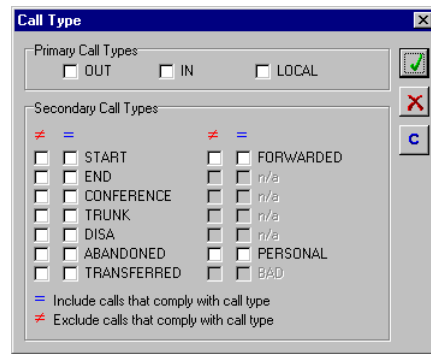 Call Type
Primary Call Types
OUT IN LOCAL
Secondary Call Types
≠ = ≠ =
START FORWARDED
END n/a
CONFERENCE n/a
TRUNK n/a
DISA n/a
ABANDONED PERSONAL
TRANSFERRED BAD
= Include calls that comply with call type
≠ Exclude calls that comply with call type
C